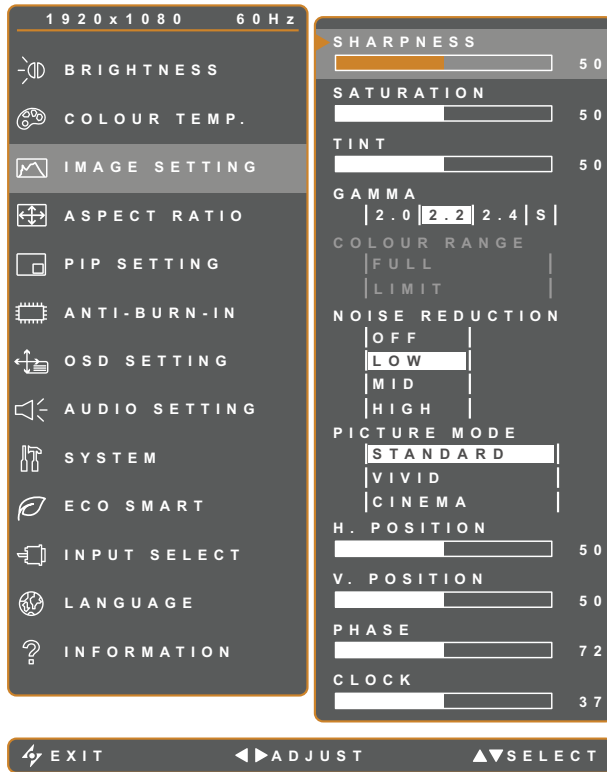 1920x1080 60Hz
BRIGHTNESS
COLOUR TEMP.
IMAGE SETTING
ASPECT RATIO
PIP SETTING
ANTI-BURN-IN
OSD SETTING
AUDIO SETTING
SYSTEM
ECO SMART
INPUT SELECT
LANGUAGE
INFORMATION
SHARPNESS
50
SATURATION
50
TINT
50
GAMMA
2.0 2.2 2.4 S
COLOUR RANGE
FULL
LIMIT
NOISE REDUCTION
OFF
LOW
MID
HIGH
PICTURE MODE
STANDARD
VIVID
CINEMA
H. POSITION
50
V. POSITION
50
PHASE
72
CLOCK
37
EXIT ADJUST SELECT